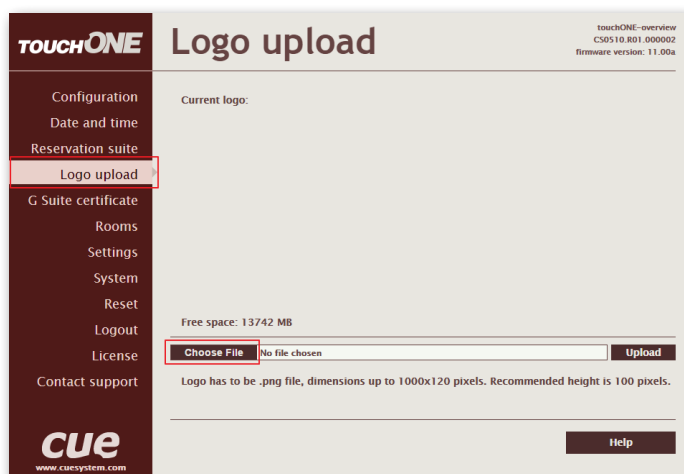 TOUCHONE
Logo upload
touchONE-overview
CS0510.R01.000002
firmware version: 11.00a
Configuration
Date and time
Reservation suite
Logo upload
G Suite certificate
Rooms
Settings
System
Reset
Logout
License
Contact support
Current logo:
Free space: 13742 MB
Choose File No file chosen Upload
Logo has to be .png file, dimensions up to 1000x120 pixels. Recommended height is 100 pixels.
Help
cue
www.cuesystem.com